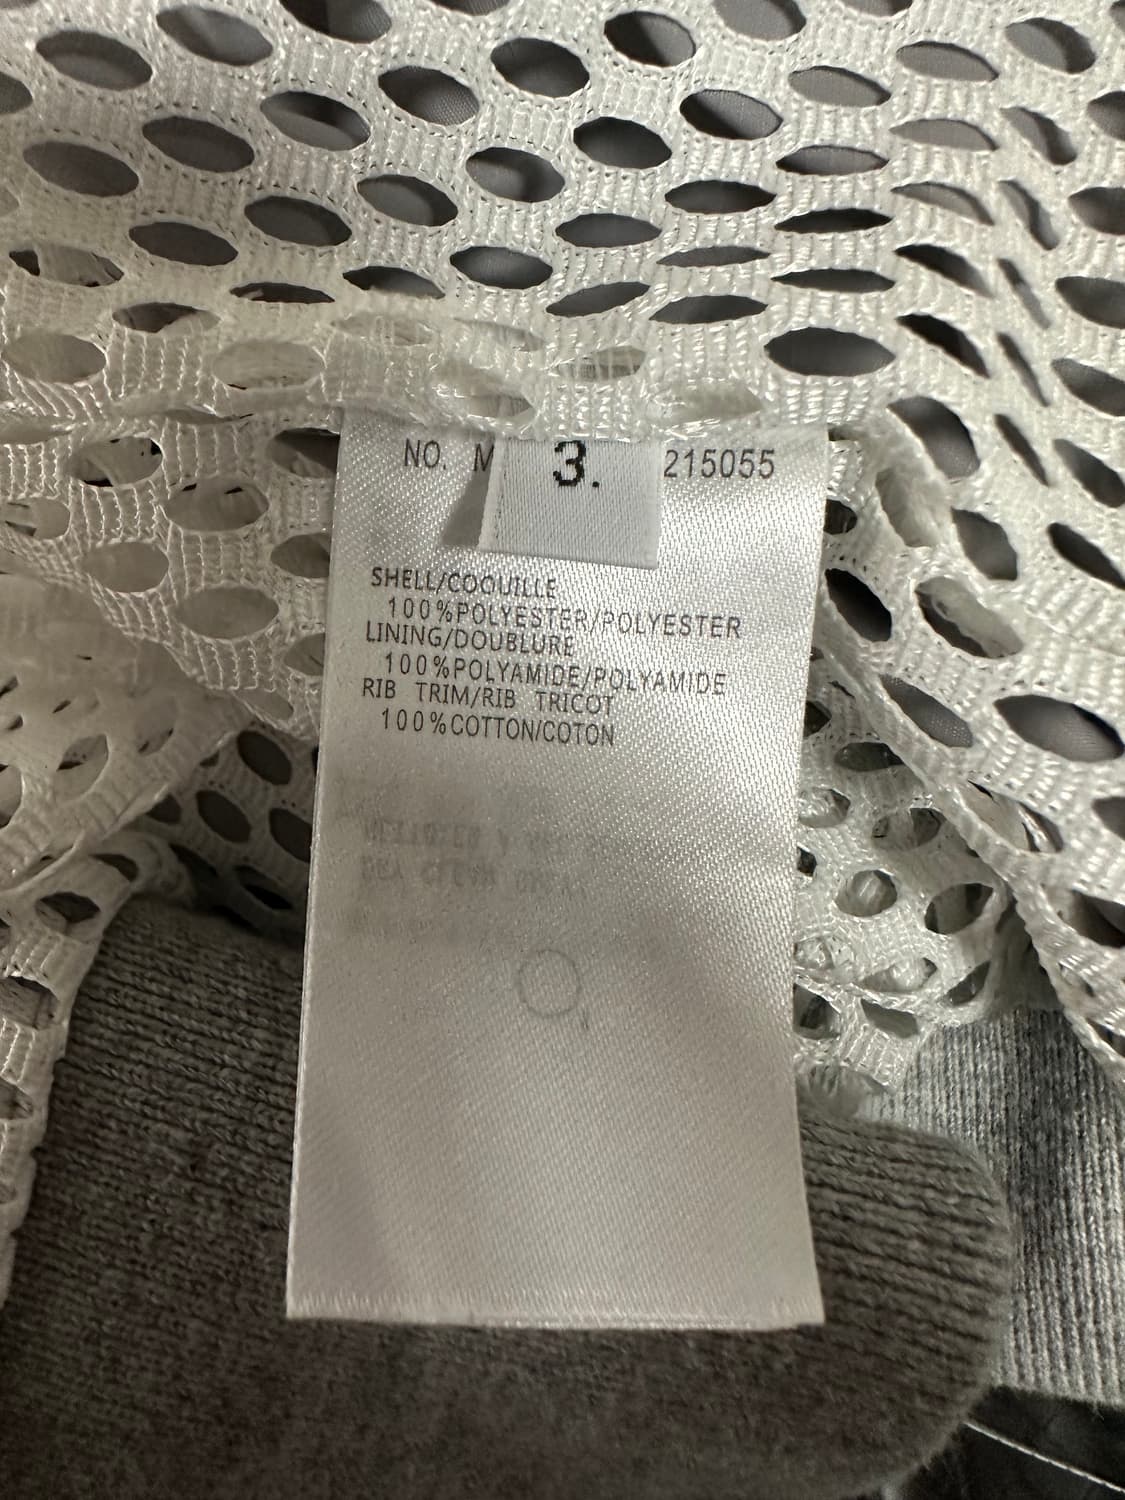 NO. M 215055
3.
SHELL/COQUILLE
100%POLYESTER/POLYESTER
LINING/DOUBLURE
100%POLYAMIDE/POLYAMIDE
RIB TRIM/RIB TRICOT
100%COTTON/COTON